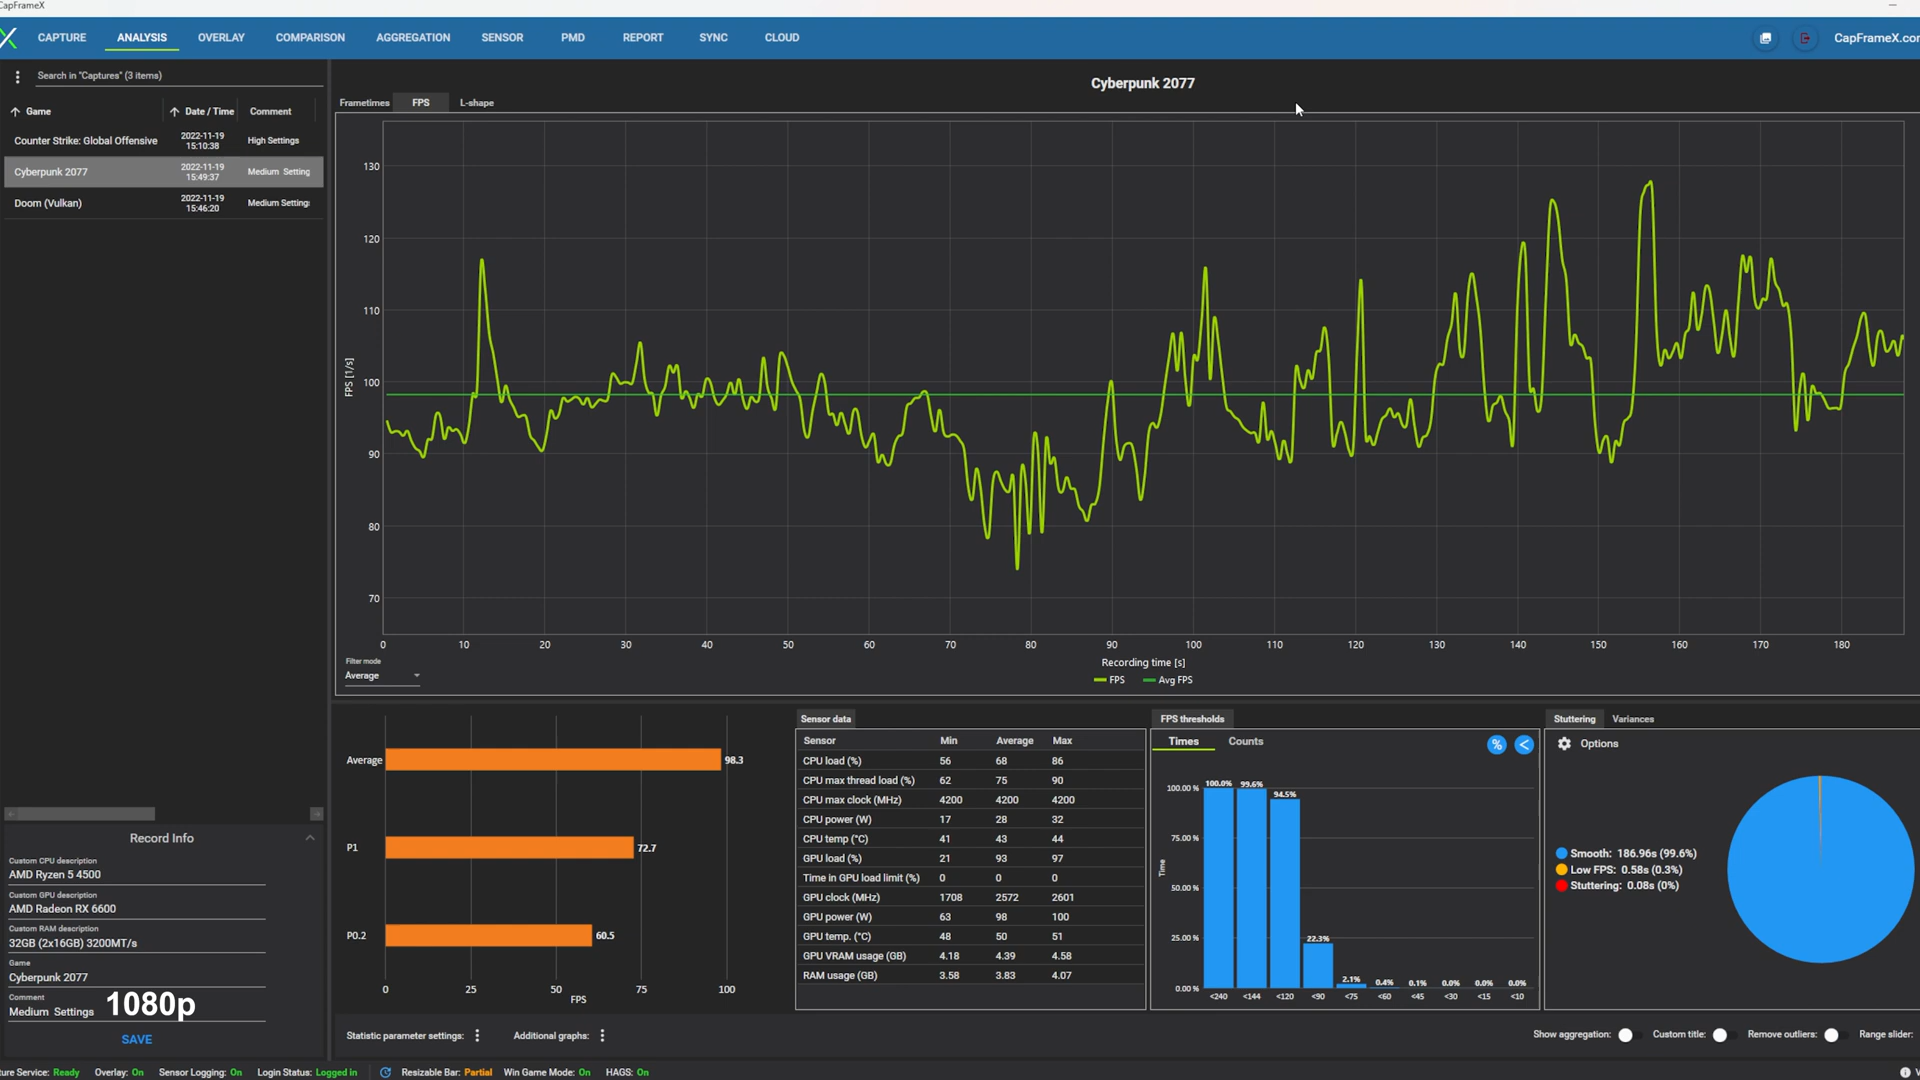 CapFrameX
CAPTURE ANALYSIS OVERLAY COMPARISON AGGREGATION SENSOR PMD REPORT SYNC CLOUD CapFrameX.con
Search in "Captures" (3 items)
Game Date / Time Comment
Counter Strike: Global Offensive 2022-11-19 15:10:38 High Settings
Cyberpunk 2077 2022-11-19 15:49:37 Medium Setting
Doom (Vulkan) 2022-11-19 15:46:20 Medium Setting
Cyberpunk 2077
Frametimes FPS L-shape
FPS [1/s]
130
120
110
100
90
80
70
0 10 20 30 40 50 60 70 80 90 100 110 120 130 140 150 160 170 180
Recording time [s]
FPS Avg FPS
Filter mode
Average
Average 98.3
P1 72.7
P0.2 60.5
0 25 50 75 100
FPS
Sensor data
Sensor Min Average Max
CPU load (%) 56 68 86
CPU max thread load (%) 62 75 90
CPU max clock (MHz) 4200 4200 4200
CPU power (W) 17 28 32
CPU temp (°C) 41 43 44
GPU load (%) 21 93 97
Time in GPU load limit (%) 0 0 0
GPU clock (MHz) 1708 2572 2601
GPU power (W) 63 98 100
GPU temp. (°C) 48 50 51
GPU VRAM usage (GB) 4.18 4.39 4.58
RAM usage (GB) 3.58 3.83 4.07
FPS thresholds
Times Counts % <
Time
100.00 %
75.00 %
50.00 %
25.00 %
0.00 %
100.0% 99.6% 94.5% 22.3% 2.1% 0.4% 0.1% 0.0% 0.0% 0.0%
<240 <144 <120 <90 <75 <60 <45 <30 <15 <10
Stuttering Variances
Options
Smooth: 186.96s (99.6%)
Low FPS: 0.58s (0.3%)
Stuttering: 0.08s (0%)
Record Info
Custom CPU description
AMD Ryzen 5 4500
Custom GPU description
AMD Radeon RX 6600
Custom RAM description
32GB (2x16GB) 3200MT/s
Game
Cyberpunk 2077
Comment
Medium Settings 1080p
SAVE
Statistic parameter settings: Additional graphs:
Show aggregation: Custom title: Remove outliers: Range slider:
ture Service: Ready Overlay: On Sensor Logging: On Login Status: Logged in Resizable Bar: Partial Win Game Mode: On HAGS: On